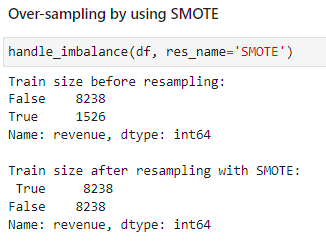 Over-sampling by using SMOTE
handle_imbalance(df, res_name='SMOTE')
Train size before resampling:
False    8238
True     1526
Name: revenue, dtype: int64
Train size after resampling with SMOTE:
 True     8238
False    8238
Name: revenue, dtype: int64